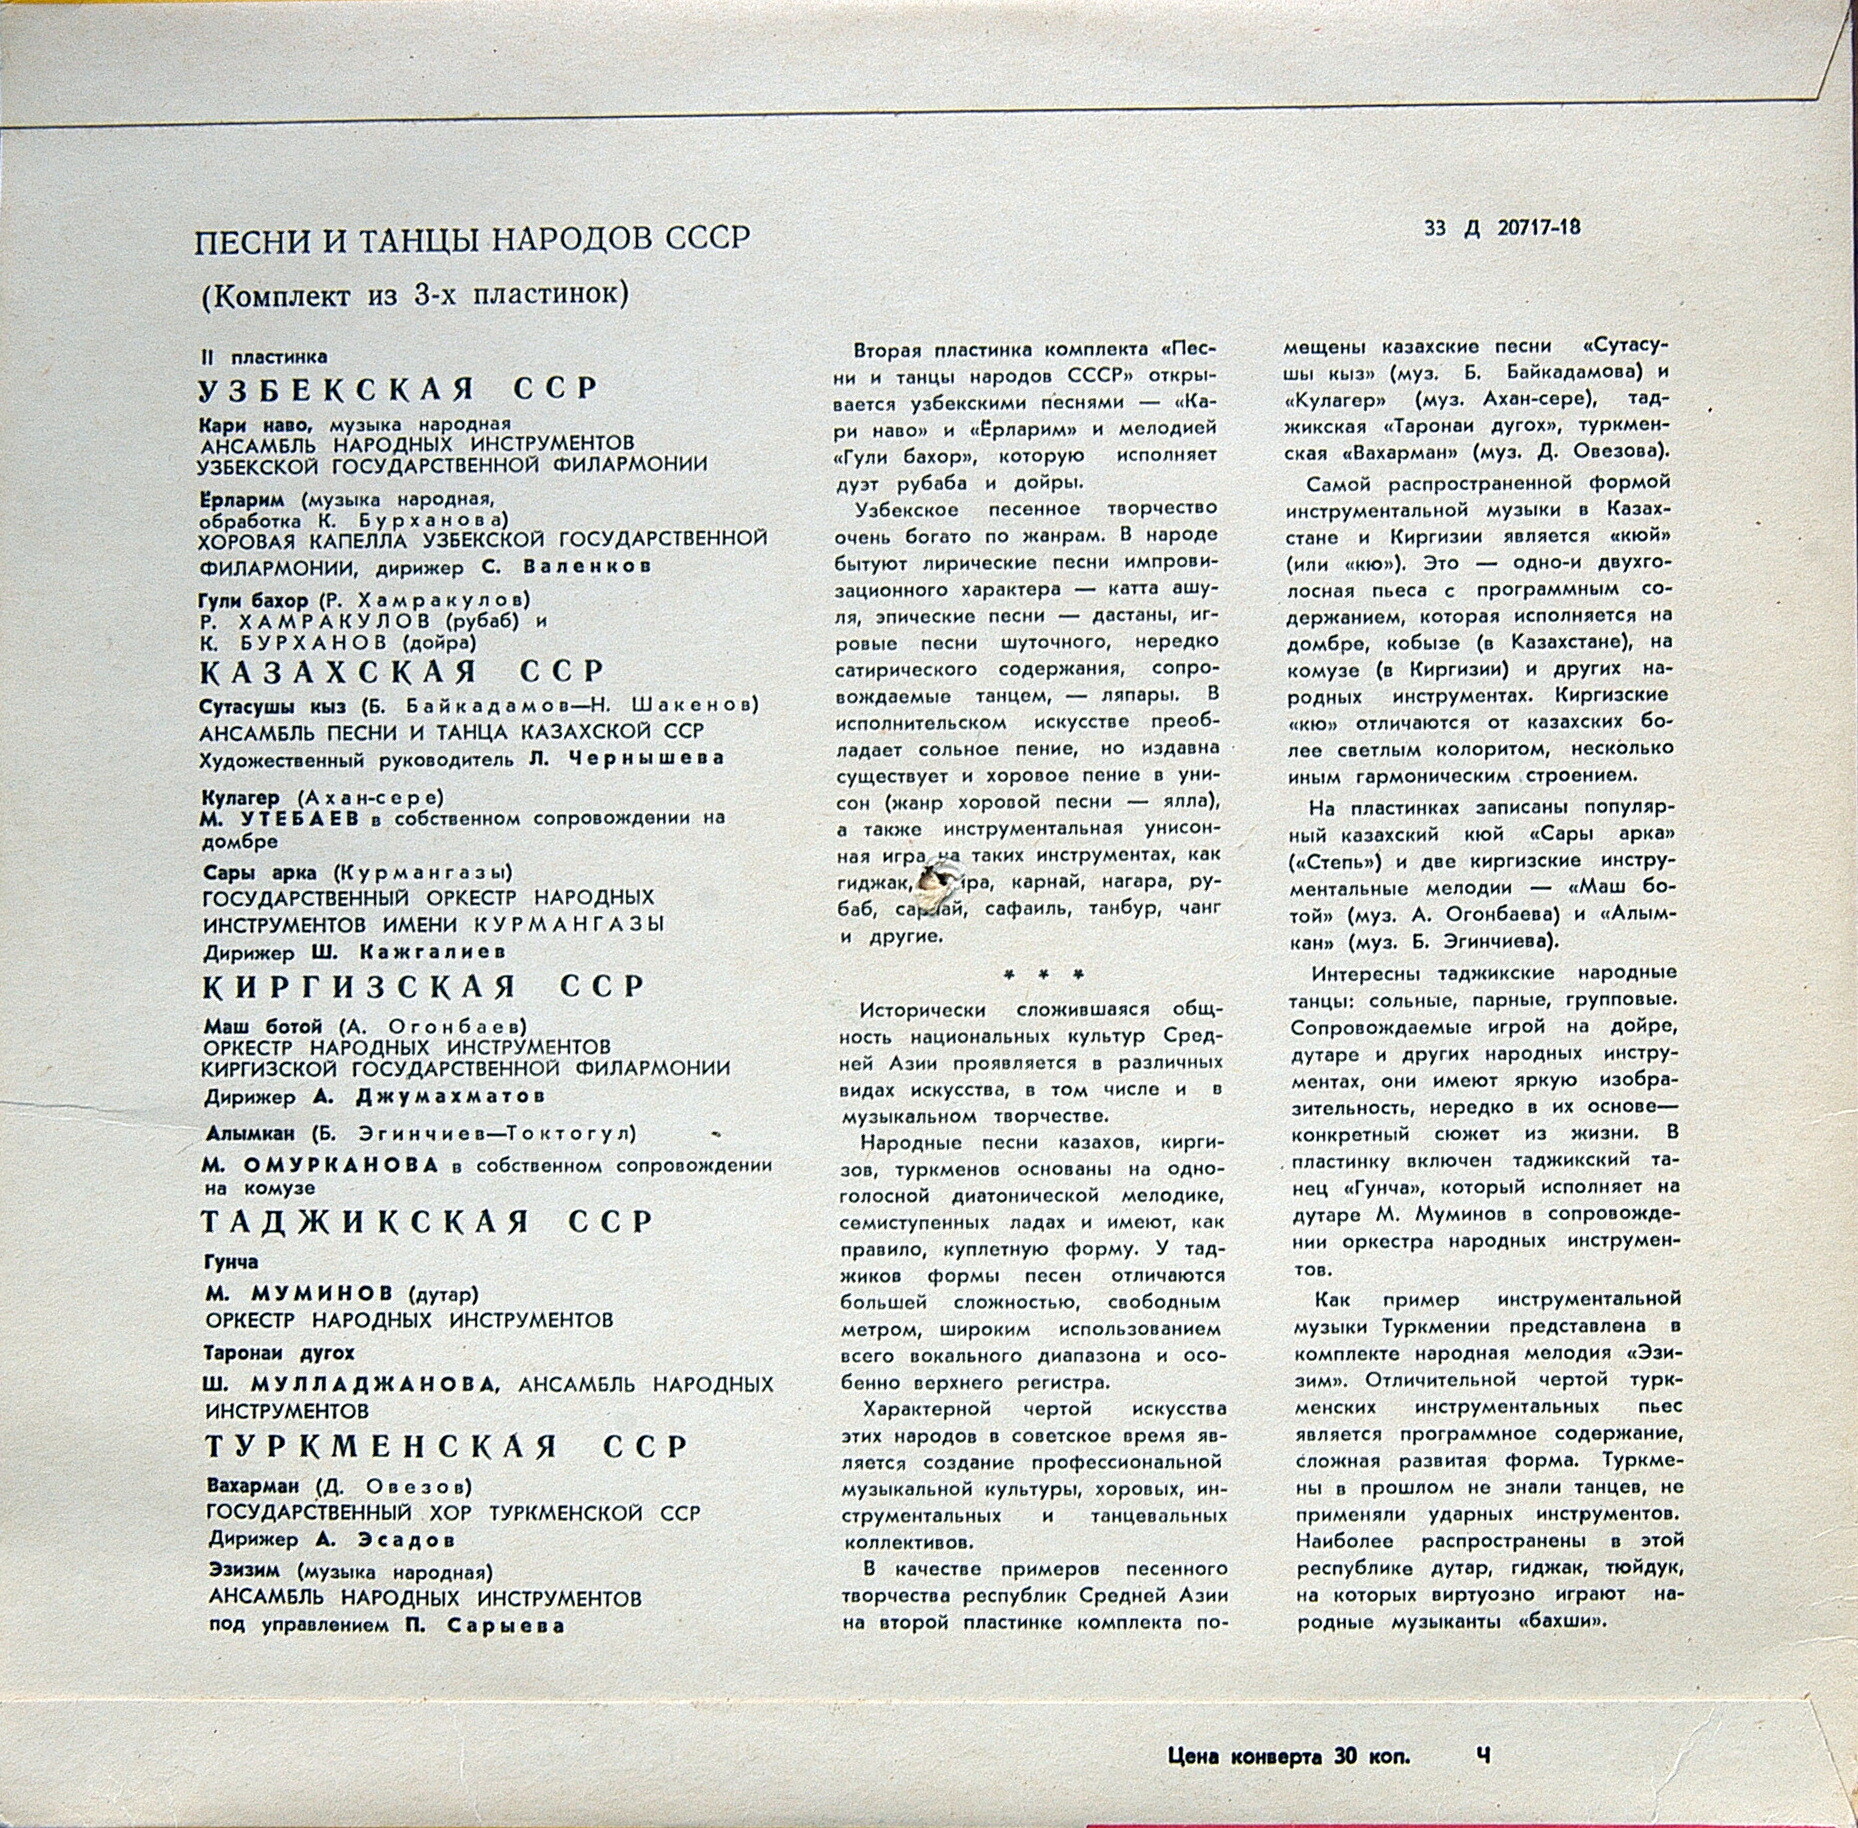 ПЕСНИ И ТАНЦЫ НАРОДОВ СССР
(Комплект из 3-х пластинок)
33 Д 20717-18
II пластинка
УЗБЕКСКАЯ ССР
Кари наво, музыка народная
АНСАМБЛЬ НАРОДНЫХ ИНСТРУМЕНТОВ
УЗБЕКСКОЙ ГОСУДАРСТВЕННОЙ ФИЛАРМОНИИ
Ёрларим (музыка народная,
обработка К. Бурханова)
ХОРОВАЯ КАПЕЛЛА УЗБЕКСКОЙ ГОСУДАРСТВЕННОЙ
ФИЛАРМОНИИ, дирижер С. Валенков
Гули бахор (Р. Хамракулов)
Р. ХАМРАКУЛОВ (рубаб) и
К. БУРХАНОВ (дойра)
КАЗАХСКАЯ ССР
Сутасушы кыз (Б. Байкадамов—Н. Шакенов)
АНСАМБЛЬ ПЕСНИ И ТАНЦА КАЗАХСКОЙ ССР
Художественный руководитель Л. Чернышева
Кулагер (Ахан-сере)
М. УТЕБАЕВ в собственном сопровождении на
домбре
Сары арка (Курмангазы)
ГОСУДАРСТВЕННЫЙ ОРКЕСТР НАРОДНЫХ
ИНСТРУМЕНТОВ ИМЕНИ КУРМАНГАЗЫ
Дирижер Ш. Кажгалиев
КИРГИЗСКАЯ ССР
Маш ботой (А. Огонбаев)
ОРКЕСТР НАРОДНЫХ ИНСТРУМЕНТОВ
КИРГИЗСКОЙ ГОСУДАРСТВЕННОЙ ФИЛАРМОНИИ
Дирижер А. Джумахматов
Алымкан (Б. Эгинчиев—Токтогул)
М. ОМУРКАНОВА в собственном сопровождении
на комузе
ТАДЖИКСКАЯ ССР
Гунча
М. МУМИНОВ (дутар)
ОРКЕСТР НАРОДНЫХ ИНСТРУМЕНТОВ
Таронаи дугох
Ш. МУЛЛАДЖАНОВА, АНСАМБЛЬ НАРОДНЫХ
ИНСТРУМЕНТОВ
ТУРКМЕНСКАЯ ССР
Вахарман (Д. Овезов)
ГОСУДАРСТВЕННЫЙ ХОР ТУРКМЕНСКОЙ ССР
Дирижер А. Эсадов
Эзизим (музыка народная)
АНСАМБЛЬ НАРОДНЫХ ИНСТРУМЕНТОВ
под управлением П. Сарыева
Вторая пластинка комплекта «Пес-
ни и танцы народов СССР» откры-
вается узбекскими песнями — «Ка-
ри наво» и «Ёрларим» и мелодией
«Гули бахор», которую исполняет
дуэт рубаба и дойры.
Узбекское песенное творчество
очень богато по жанрам. В народе
бытуют лирические песни импрови-
зационного характера — катта ашу-
ля, эпические песни — дастаны, иг-
ровые песни шуточного, нередко
сатирического содержания, сопро-
вождаемые танцем, — ляпары. В
исполнительском искусстве преоб-
ладает сольное пение, но издавна
существует и хоровое пение в уни-
сон (жанр хоровой песни — ялла),
а также инструментальная унисон-
ная игра на таких инструментах, как
гиджак, карнай, нагара, ру-
баб, сарнай, сафаиль, танбур, чанг
и другие.
* * *
Исторически сложившаяся общ-
ность национальных культур Сред-
ней Азии проявляется в различных
видах искусства, в том числе и в
музыкальном творчестве.
Народные песни казахов, кирги-
зов, туркменов основаны на одно-
голосной диатонической мелодике,
семиступенных ладах и имеют, как
правило, куплетную форму. У тад-
жиков формы песен отличаются
большей сложностью, свободным
метром, широким использованием
всего вокального диапазона и осо-
бенно верхнего регистра.
Характерной чертой искусства
этих народов в советское время яв-
ляется создание профессиональной
музыкальной культуры, хоровых, ин-
струментальных и танцевальных
коллективов.
В качестве примеров песенного
творчества республик Средней Азии
на второй пластинке комплекта по-
мещены казахские песни «Сутасу-
шы кыз» (муз. Б. Байкадамова) и
«Кулагер» (муз. Ахан-сере), тад-
жикская «Таронаи дугох», туркмен-
ская «Вахарман» (муз. Д. Овезова).
Самой распространенной формой
инструментальной музыки в Казах-
стане и Киргизии является «кюй»
(или «кю»). Это — одно-и двухго-
лосная пьеса с программным со-
держанием, которая исполняется на
домбре, кобызе (в Казахстане), на
комузе (в Киргизии) и других на-
родных инструментах. Киргизские
«кю» отличаются от казахских бо-
лее светлым колоритом, несколько
иным гармоническим строением.
На пластинках записаны популяр-
ный казахский кюй «Сары арка»
(«Степь») и две киргизские инстру-
ментальные мелодии — «Маш бо-
той» (муз. А. Огонбаева) и «Алым-
кан» (муз. Б. Эгинчиева).
Интересны таджикские народные
танцы: сольные, парные, групповые.
Сопровождаемые игрой на дойре,
дутаре и других народных инстру-
ментах, они имеют яркую изобра-
зительность, нередко в их основе—
конкретный сюжет из жизни. В
пластинку включен таджикский та-
нец «Гунча», который исполняет на
дутаре М. Муминов в сопровожде-
нии оркестра народных инструмен-
тов.
Как пример инструментальной
музыки Туркмении представлена в
комплекте народная мелодия «Эзи-
зим». Отличительной чертой турк-
менских инструментальных пьес
является программное содержание,
сложная развитая форма. Туркме-
ны в прошлом не знали танцев, не
применяли ударных инструментов.
Наиболее распространены в этой
республике дутар, гиджак, тюйдук,
на которых виртуозно играют на-
родные музыканты «бахши».
Цена конверта 30 коп. Ч